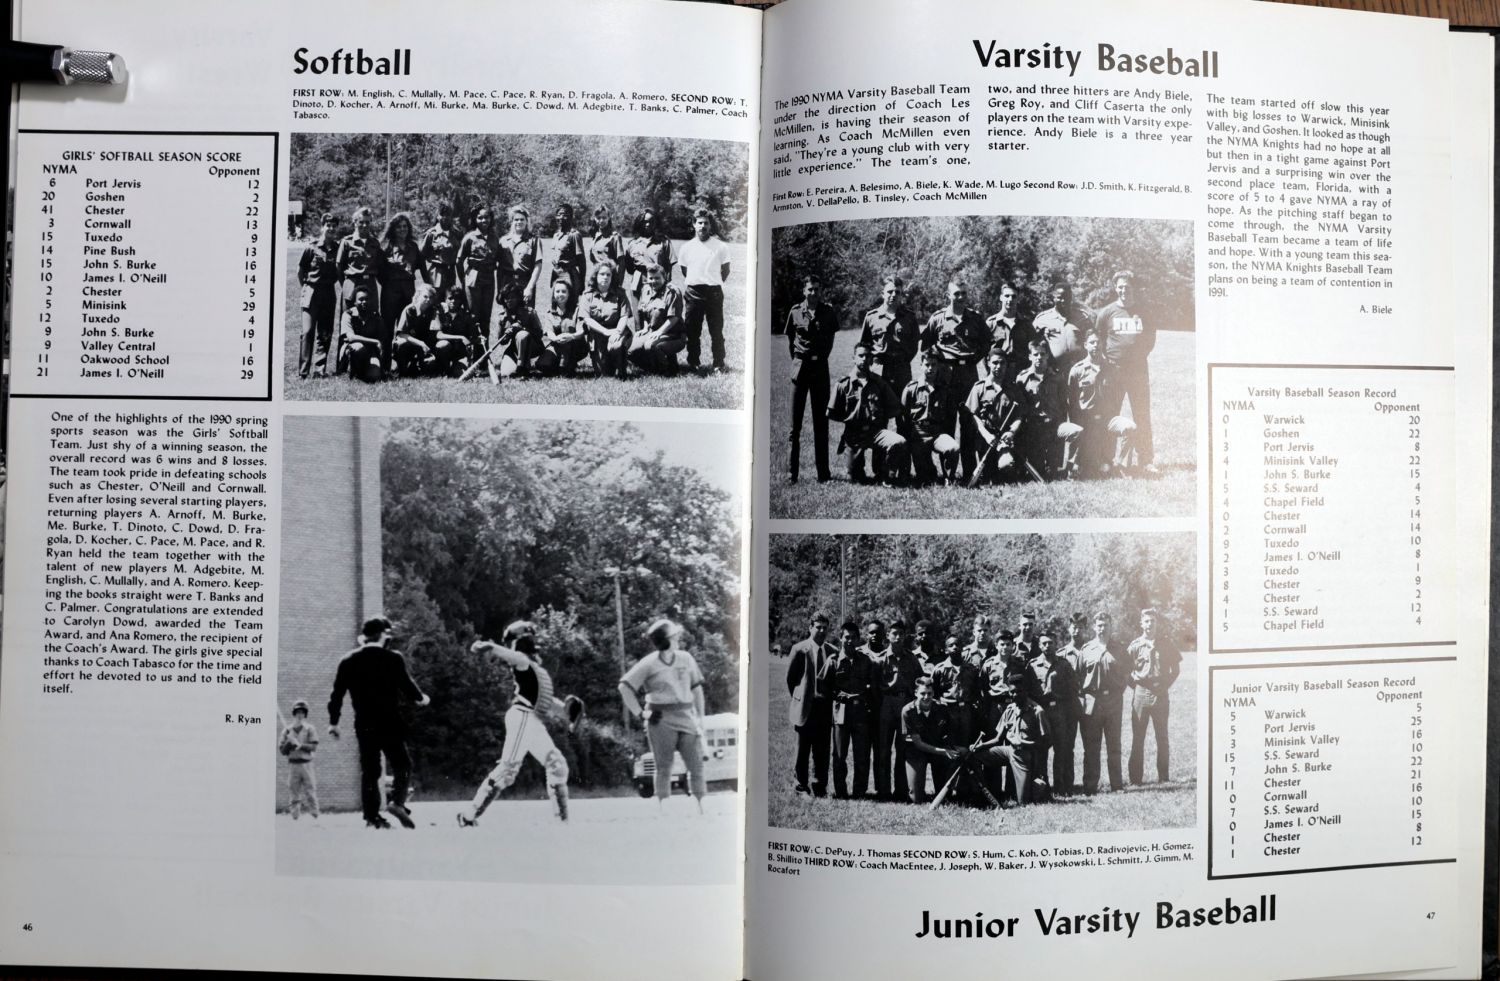 Softball
FIRST ROW: M. English, C. Mullally, M. Pace, C. Pace, R. Ryan, D. Fragola, A. Romero, SECOND ROW: T.
Dinoto, D. Kocher, A. Arnoff, Mi. Burke, Ma. Burke, C. Dowd, M. Adegbite, T. Banks, C. Palmer, Coach
Tabasco.
GIRLS' SOFTBALL SEASON SCORE
NYMA Opponent
6 Port Jervis 12
20 Goshen 2
41 Chester 22
3 Cornwall 13
15 Tuxedo 9
14 Pine Bush 13
15 John S. Burke 16
10 James I. O'Neill 14
2 Chester 5
5 Minisink 29
12 Tuxedo 4
9 John S. Burke 19
9 Valley Central 1
11 Oakwood School 16
21 James I. O'Neill 29
One of the highlights of the 1990 spring
sports season was the Girls' Softball
Team. Just shy of a winning season, the
overall record was 6 wins and 8 losses.
The team took pride in defeating schools
such as Chester, O'Neill and Cornwall.
Even after losing several starting players,
returning players A. Arnoff, M. Burke,
Me. Burke, T. Dinoto, C. Dowd, D. Fra-
gola, D. Kocher, C. Pace, M. Pace, and R.
Ryan held the team together with the
talent of new players M. Adgebite, M.
English, C. Mullally, and A. Romero. Keep-
ing the books straight were T. Banks and
C. Palmer. Congratulations are extended
to Carolyn Dowd, awarded the Team
Award, and Ana Romero, the recipient of
the Coach's Award. The girls give special
thanks to Coach Tabasco for the time and
effort he devoted to us and to the field
itself.
R. Ryan
46
Varsity Baseball
The 1990 NYMA Varsity Baseball Team
under the direction of Coach Les
McMillen, is having their season of
learning. As Coach McMillen even
said, "They're a young club with very
little experience." The team's one,
two, and three hitters are Andy Biele,
Greg Roy, and Cliff Caserta the only
players on the team with Varsity expe-
rience. Andy Biele is a three year
starter.
First Row: E. Pereira, A. Belesimo, A. Biele, K. Wade, M. Lugo Second Row: J.D. Smith, K. Fitzgerald, B.
Armston, V. DellaPello, B. Tinsley, Coach McMillen
The team started off slow this year
with big losses to Warwick, Minisink
Valley, and Goshen. It looked as though
the NYMA Knights had no hope at all
but then in a tight game against Port
Jervis and a surprising win over the
second place team, Florida, with a
score of 5 to 4 gave NYMA a ray of
hope. As the pitching staff began to
come through, the NYMA Varsity
Baseball Team became a team of life
and hope. With a young team this sea-
son, the NYMA Knights Baseball Team
plans on being a team of contention in
1991.
A. Biele
Varsity Baseball Season Record
NYMA Opponent
0 Warwick 20
1 Goshen 22
3 Port Jervis 8
4 Minisink Valley 22
1 John S. Burke 15
5 S.S. Seward 4
4 Chapel Field 5
0 Chester 14
2 Cornwall 14
9 Tuxedo 10
2 James I. O'Neill 8
3 Tuxedo 1
8 Chester 9
4 Chester 2
1 S.S. Seward 12
5 Chapel Field 4
Junior Varsity Baseball Season Record
NYMA Opponent
5 Warwick 5
5 Port Jervis 25
3 Minisink Valley 16
15 S.S. Seward 10
7 John S. Burke 22
11 Chester 21
0 Cornwall 16
7 S.S. Seward 10
0 James I. O'Neill 15
1 Chester 8
1 Chester 12
FIRST ROW: C. DePuy, J. Thomas SECOND ROW: S. Hum, C. Koh, O. Tobias, D. Radivojevic, H. Gomez,
B. Shillito THIRD ROW: Coach MacEntee, J. Joseph, W. Baker, J. Wysokowski, L. Schmitt, J. Gimm, M.
Rocafort
Junior Varsity Baseball
47